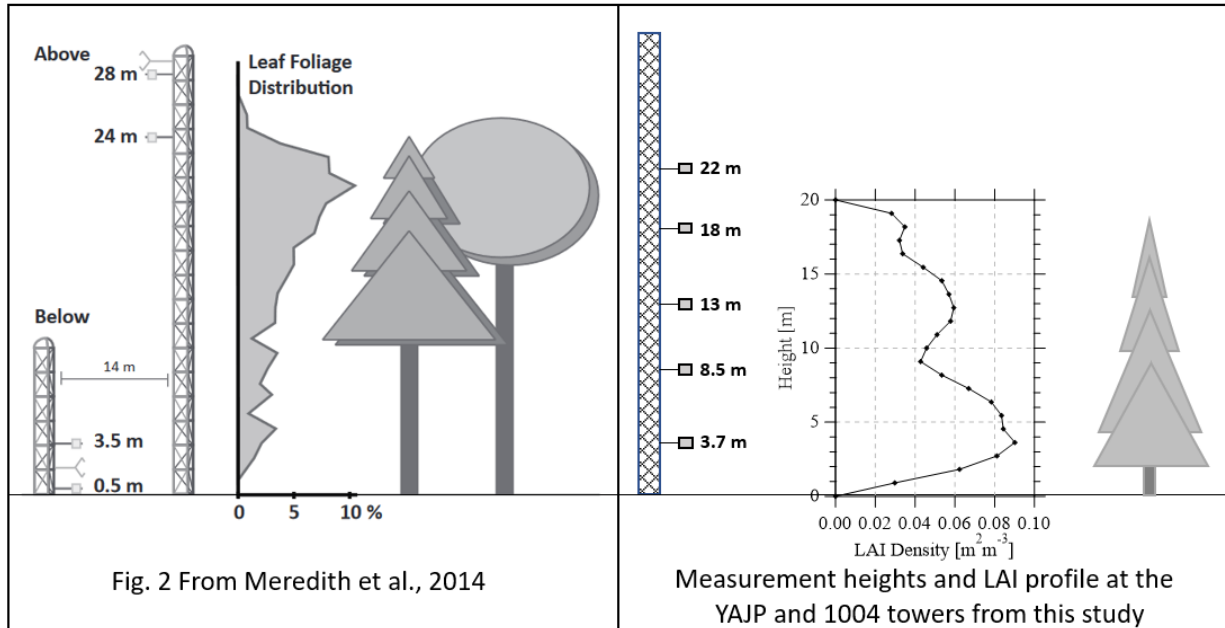 Above
28 m
24 m
Leaf Foliage
Distribution
Below
14 m
3.5 m
0.5 m
0 5 10 %
Fig. 2 From Meredith et al., 2014
22 m
18 m
13 m
8.5 m
3.7 m
20
15
10
5
0
Height [m]
0.00 0.02 0.04 0.06 0.08 0.10
LAI Density [m²m⁻³]
Measurement heights and LAI profile at the
YAJP and 1004 towers from this study